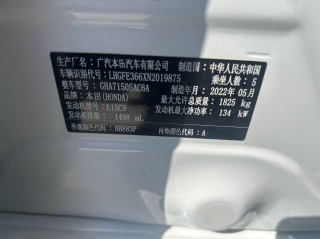 生产厂名：广汽本田汽车有限公司 制造国：中华人民共和国
车辆识别代号：LHGFE366XN2019875 乘坐人数：5
整车型号：GHA7150SAC6A 制造年月：2022年05月
品牌：本田(HONDA) 最大允许总质量：1825 kg
发动机型号：L15C9 发动机最大净功率：134 kW
发动机排量：1498 mL
外观颜色代号：NH883P 内饰颜色代号：A